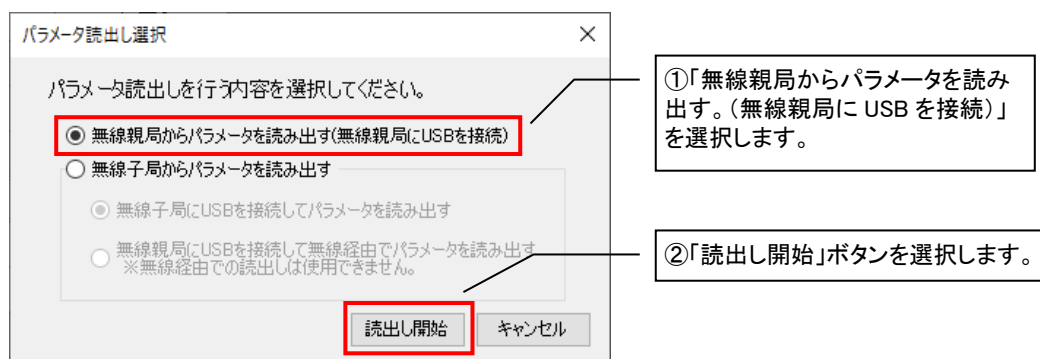 パラメータ読出し選択
パラメータ読出しを行う内容を選択してください。
無線親局からパラメータを読み出す(無線親局にUSBを接続)
無線子局からパラメータを読み出す
無線子局にUSBを接続してパラメータを読み出す
無線親局にUSBを接続して無線経由でパラメータを読み出す
※無線経由での読出しは使用できません。
読出し開始
キャンセル
①「無線親局からパラメータを読み
出す。(無線親局に USB を接続)」
を選択します。
②「読出し開始」ボタンを選択します。